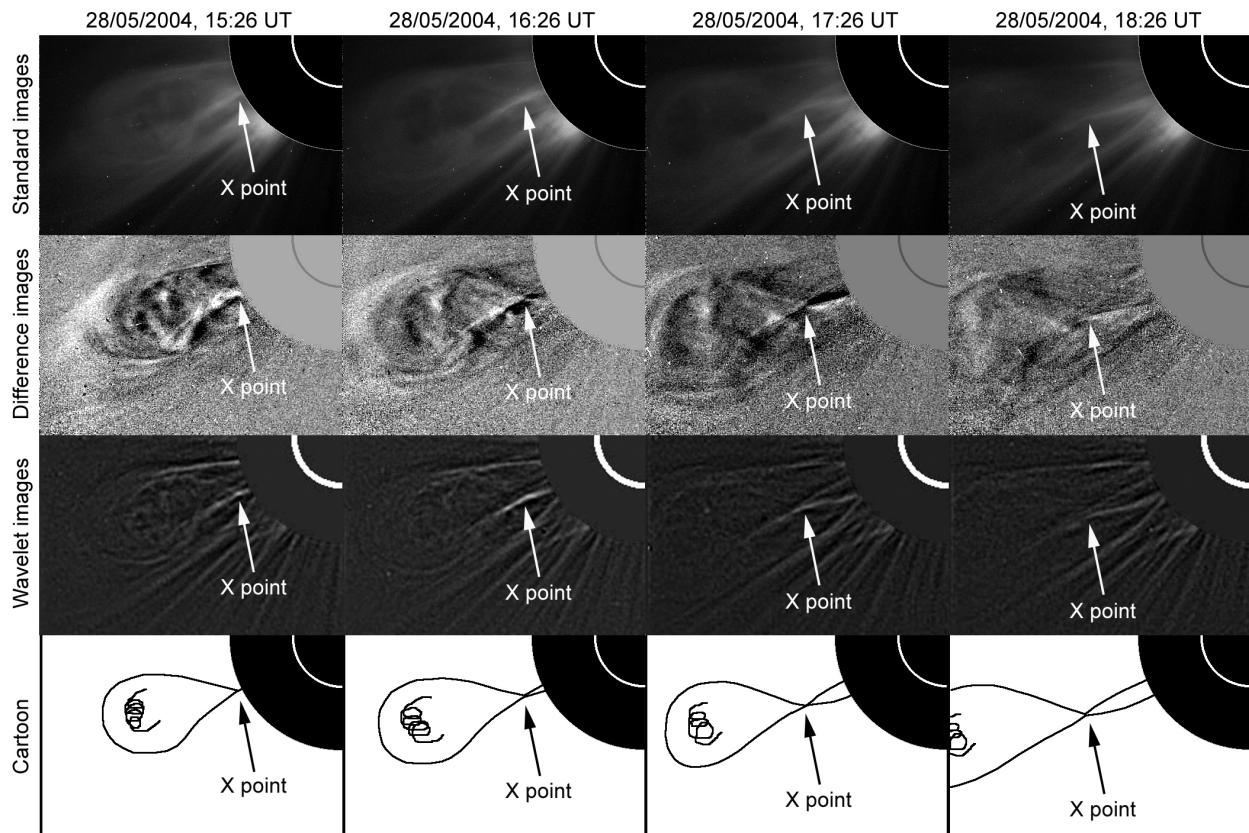 28/05/2004, 15:26 UT
28/05/2004, 16:26 UT
28/05/2004, 17:26 UT
28/05/2004, 18:26 UT
Standard images
X point
X point
X point
X point
Difference images
X point
X point
X point
X point
Wavelet images
X point
X point
X point
X point
Cartoon
X point
X point
X point
X point